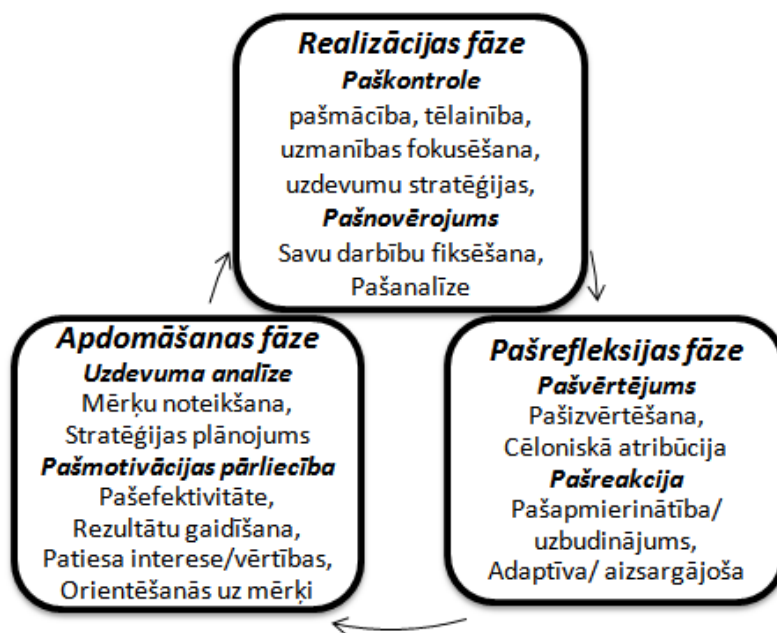 Realizācijas fāze
Paškontrole
pašmācība, tēlainība,
uzmanības fokusēšana,
uzdevumu stratēģijas,
Pašnovērojums
Savu darbību fiksēšana,
Pašanalīze
Apdomāšanas fāze
Uzdevuma analīze
Mērķu noteikšana,
Stratēģijas plānojums
Pašmotivācijas pārliecība
Pašefektivitāte,
Rezultātu gaidīšana,
Patiesa interese/vērtības,
Orientēšanās uz mērķi
Pašrefleksijas fāze
Pašvērtējums
Pašizvērtēšana,
Cēloniskā atribūcija
Pašreakcija
Pašapmierinātība/
uzbudinājums,
Adaptīva/ aizsargājoša